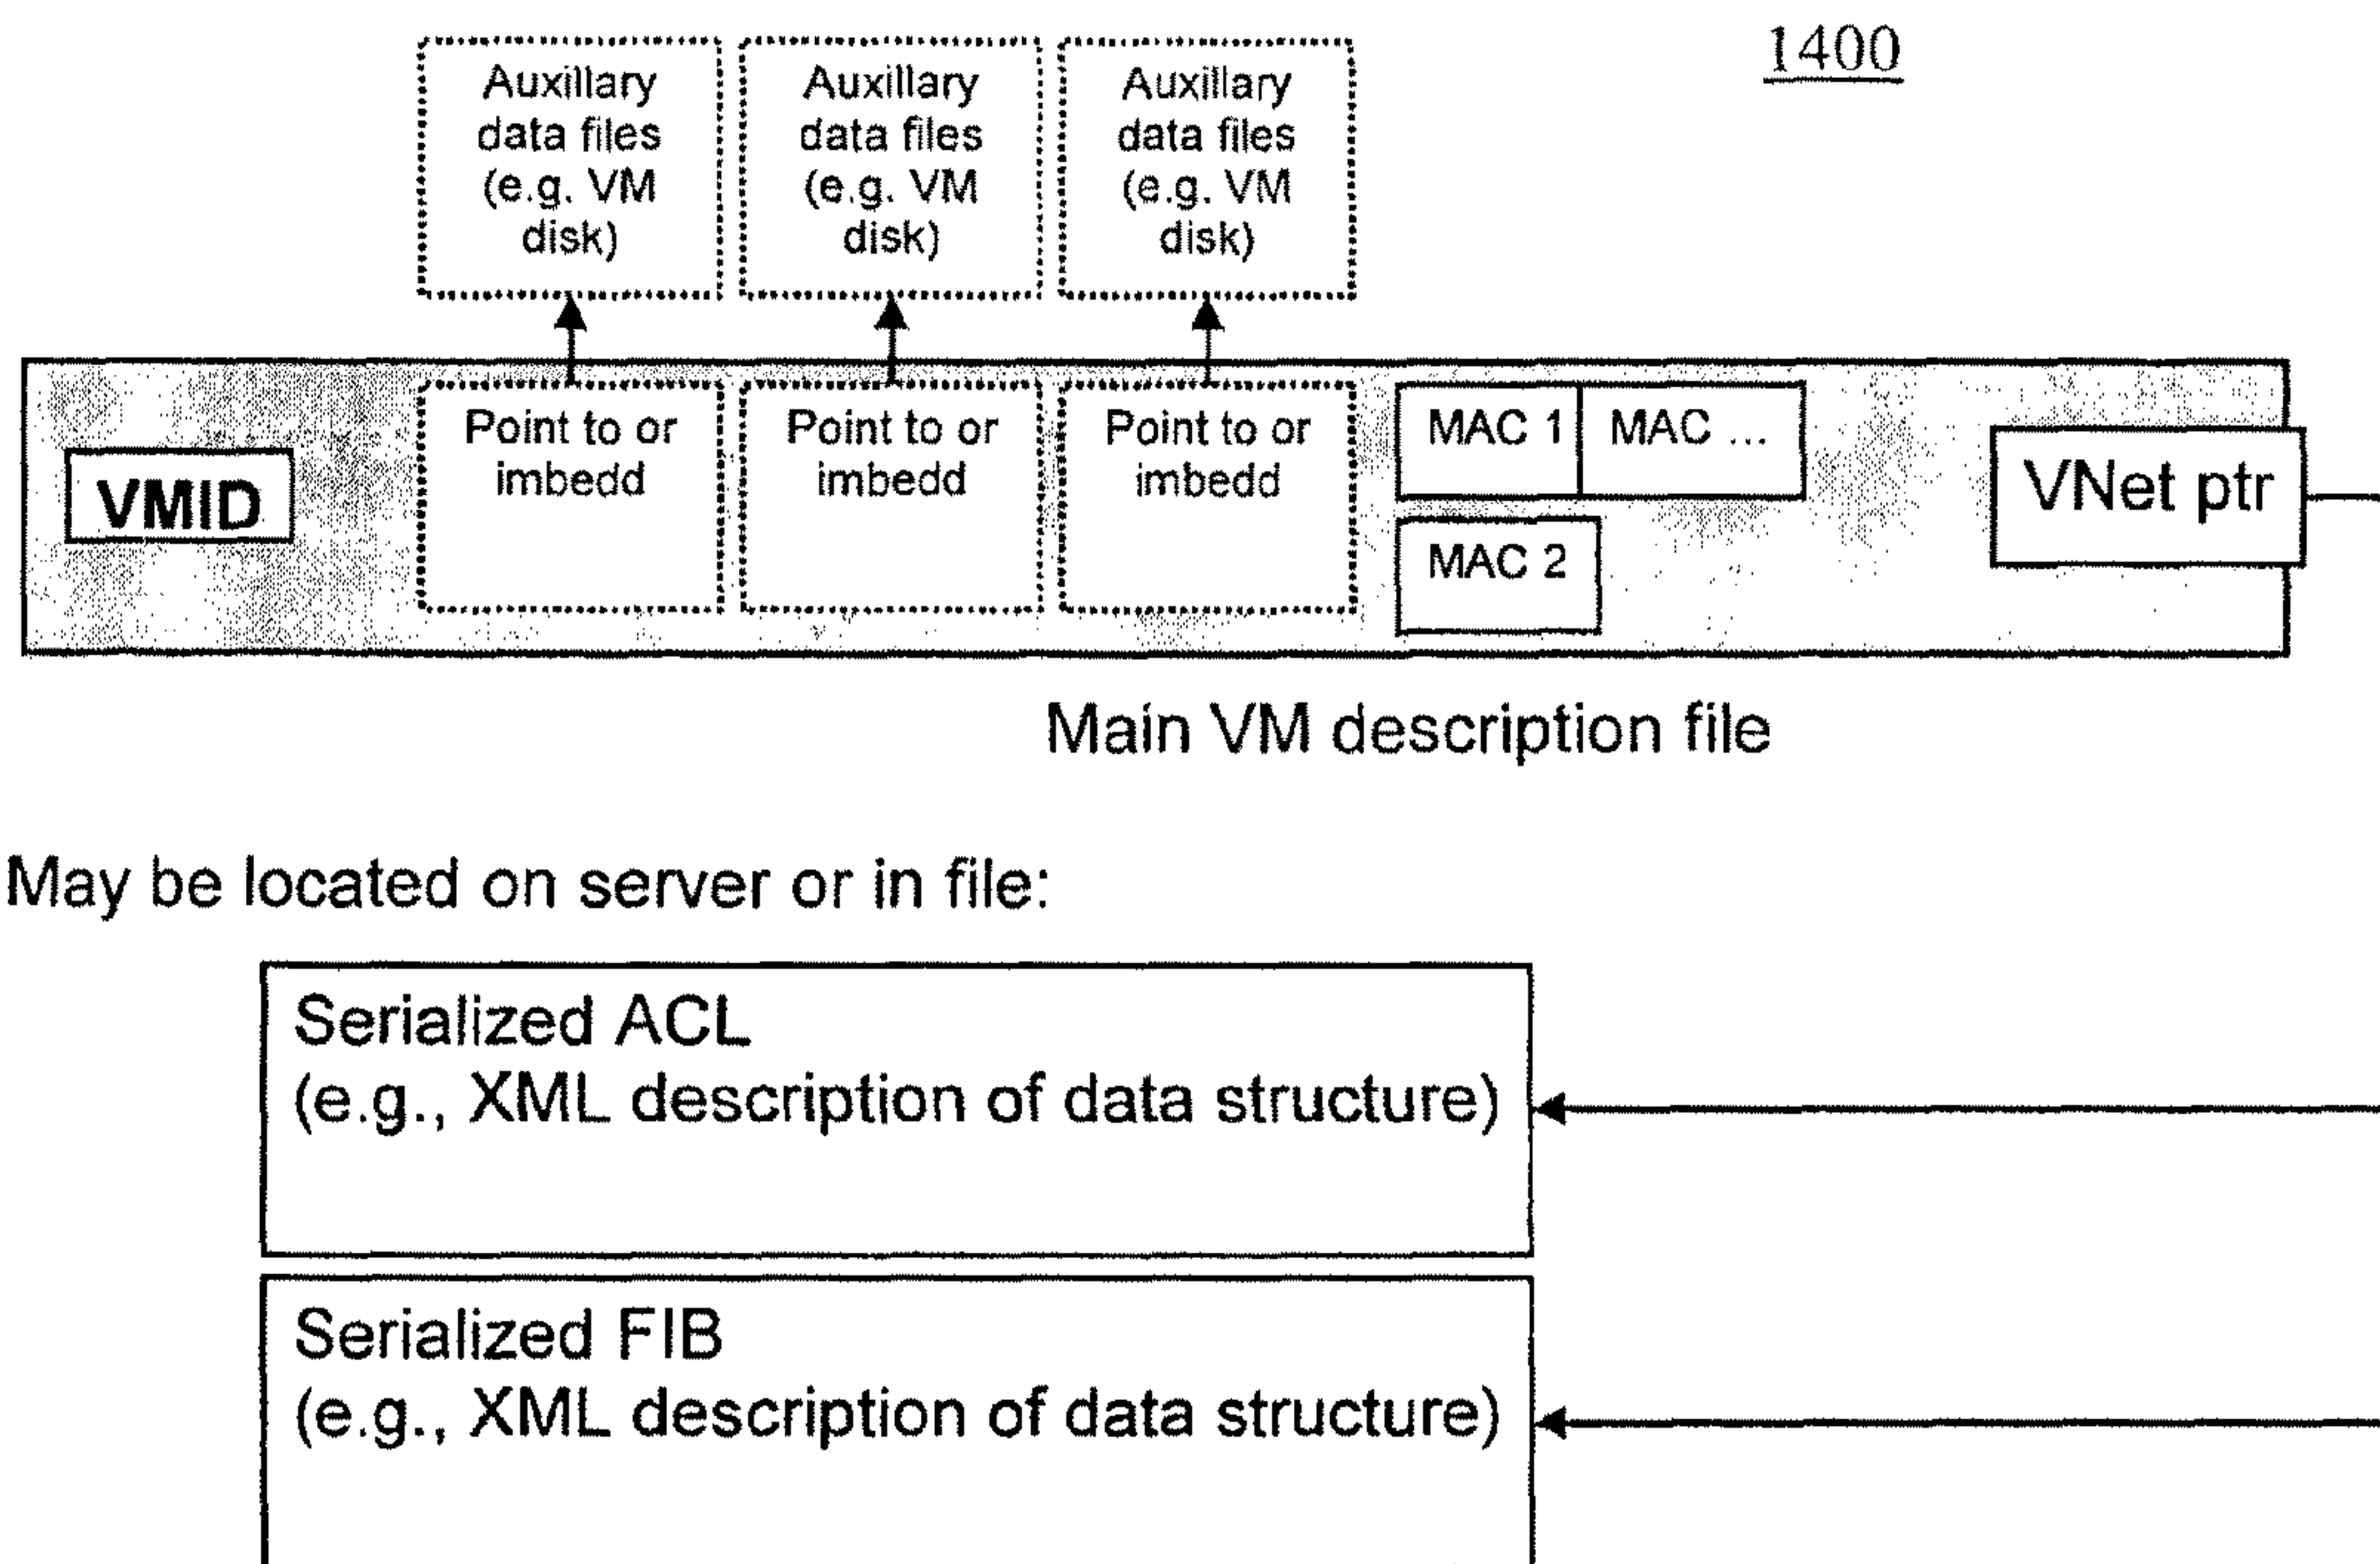 1400
Auxillary
data files
(e.g. VM
disk)
Auxillary
data files
(e.g. VM
disk)
Auxillary
data files
(e.g. VM
disk)
VMID
Point to or
imbedd
Point to or
imbedd
Point to or
imbedd
MAC 1
MAC ...
MAC 2
VNet ptr
Main VM description file
May be located on server or in file:
Serialized ACL
(e.g., XML description of data structure)
Serialized FIB
(e.g., XML description of data structure)